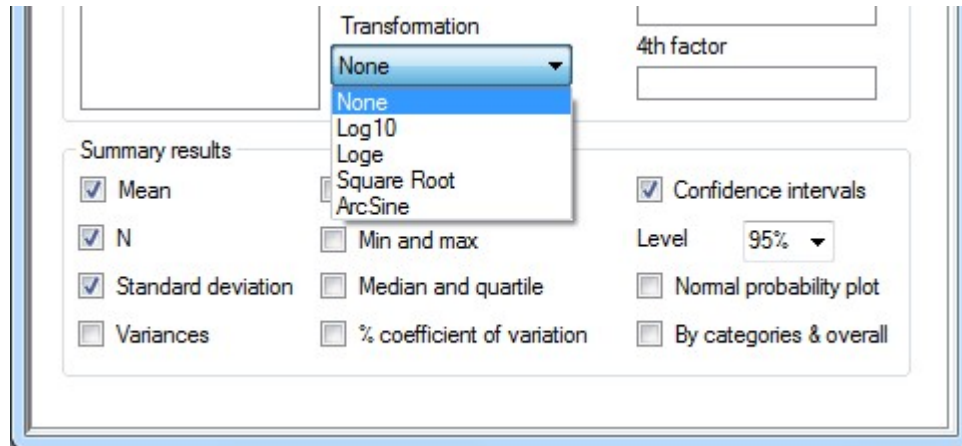 Transformation
4th factor
None
None
Log10
Loge
Square Root
ArcSine
Summary results
Mean
Confidence intervals
N
Min and max
Level
95%
Standard deviation
Median and quartile
Normal probability plot
Variances
% coefficient of variation
By categories & overall